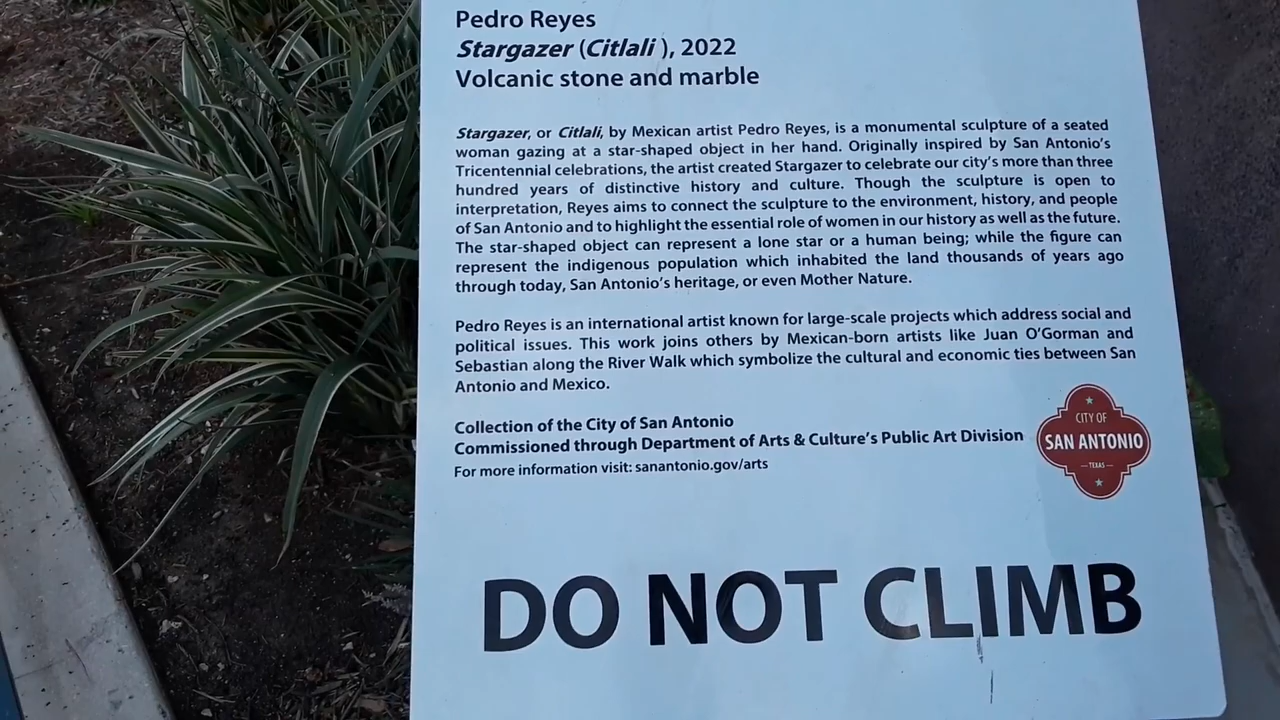 Pedro Reyes
Stargazer (Citlali ), 2022
Volcanic stone and marble
Stargazer, or Citlali, by Mexican artist Pedro Reyes, is a monumental sculpture of a seated
woman gazing at a star-shaped object in her hand. Originally inspired by San Antonio's
Tricentennial celebrations, the artist created Stargazer to celebrate our city's more than three
hundred years of distinctive history and culture. Though the sculpture is open to
interpretation, Reyes aims to connect the sculpture to the environment, history, and people
of San Antonio and to highlight the essential role of women in our history as well as the future.
The star-shaped object can represent a lone star or a human being; while the figure can
represent the indigenous population which inhabited the land thousands of years ago
through today, San Antonio's heritage, or even Mother Nature.
Pedro Reyes is an international artist known for large-scale projects which address social and
political issues. This work joins others by Mexican-born artists like Juan O'Gorman and
Sebastian along the River Walk which symbolize the cultural and economic ties between San
Antonio and Mexico.
Collection of the City of San Antonio
Commissioned through Department of Arts & Culture's Public Art Division
For more information visit: sanantonio.gov/arts
CITY OF
SAN ANTONIO
TEXAS
DO NOT CLIMB